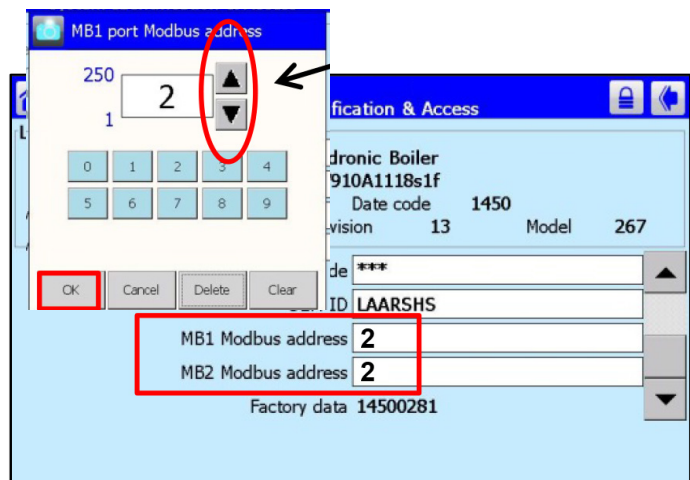 MB1 port Modbus address
250
2
1
0 1 2 3 4
5 6 7 8 9
OK Cancel Delete Clear
fication & Access
dronic Boiler
910A1118s1f
Date code 1450
vision 13 Model 267
de ***
ID LAARSHS
MB1 Modbus address 2
MB2 Modbus address 2
Factory data 14500281